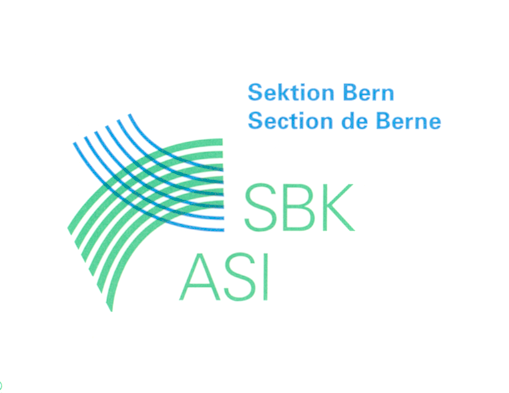 Sektion Bern
Section de Berne
SBK
ASI